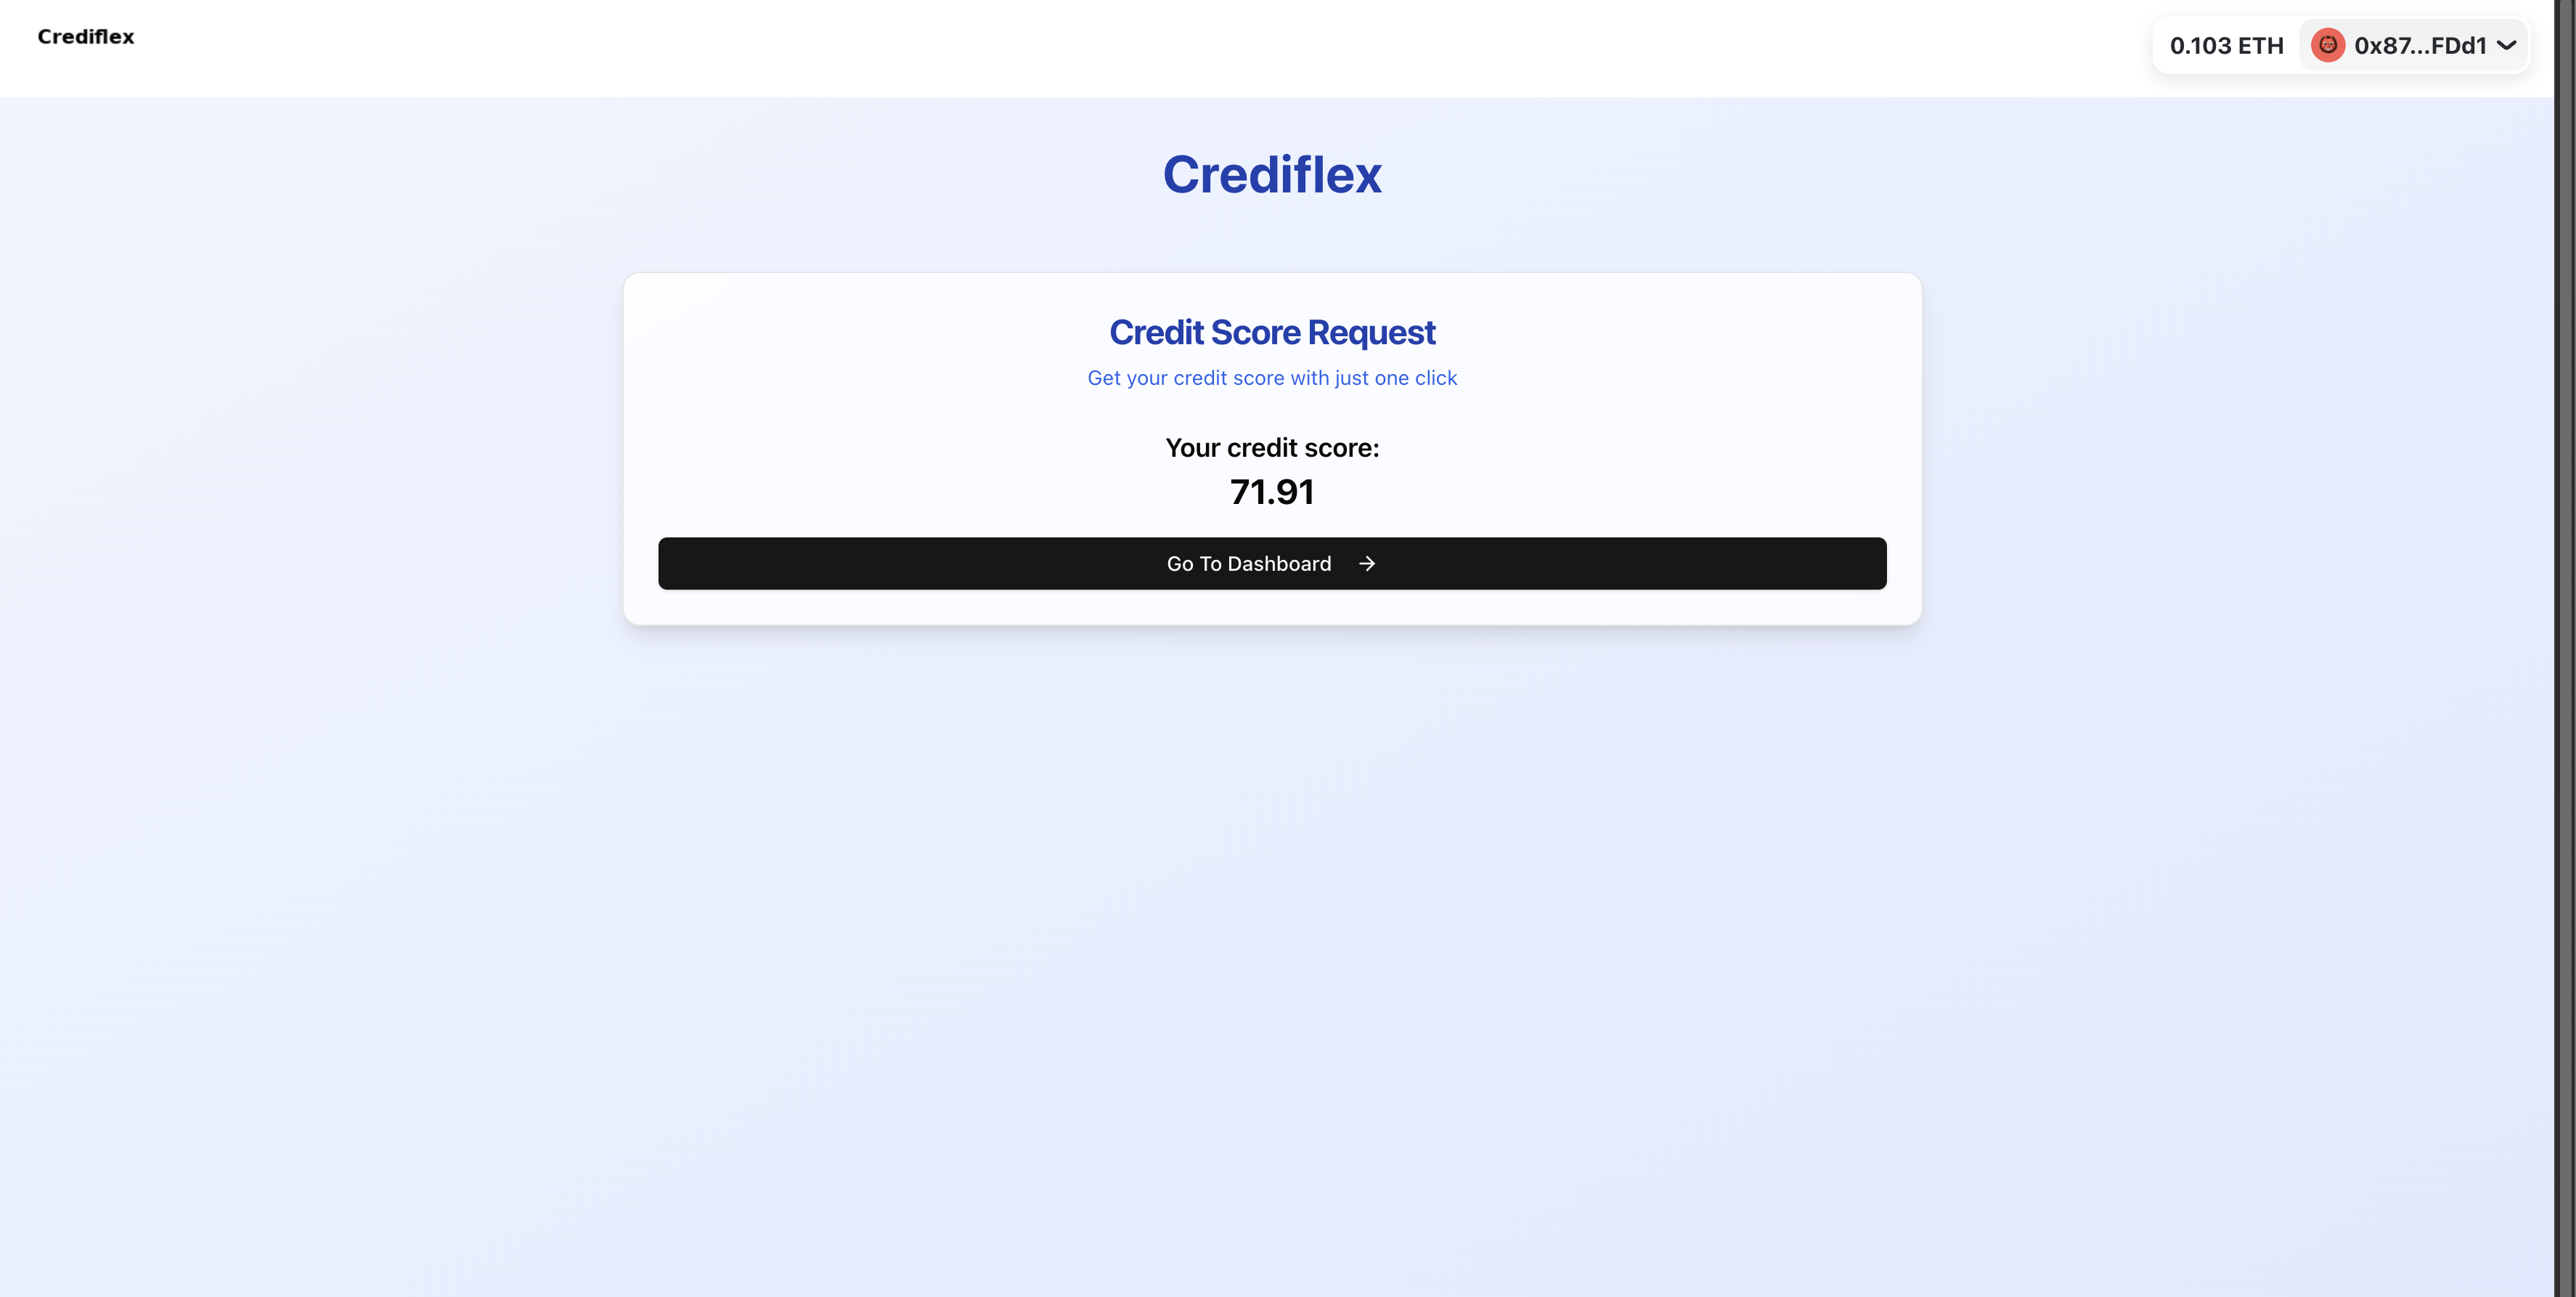 Crediflex
0.103 ETH
0x87...FDd1
Crediflex
Credit Score Request
Get your credit score with just one click
Your credit score:
71.91
Go To Dashboard →